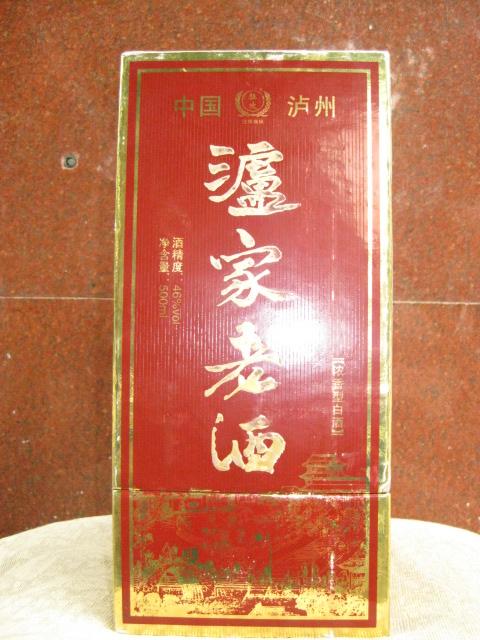 中国 泸州
瀘家老酒
酒精度：46%vol
净含量：500ml
【浓香型白酒】